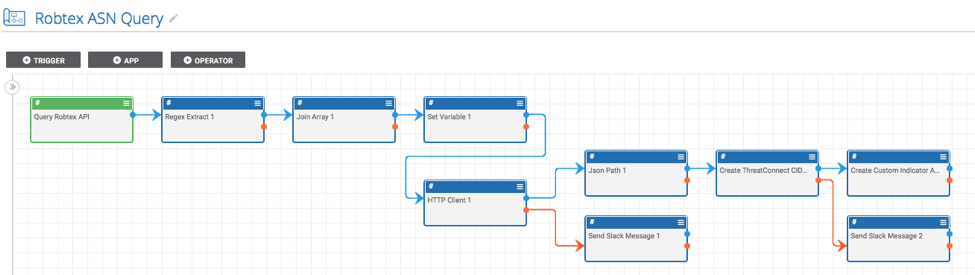 Robtex ASN Query
TRIGGER
APP
OPERATOR
#
Query Robtex API
#
Regex Extract 1
#
Join Array 1
#
Set Variable 1
#
HTTP Client 1
#
Json Path 1
#
Create ThreatConnect CID...
#
Create Custom Indicator A...
#
Send Slack Message 1
#
Send Slack Message 2